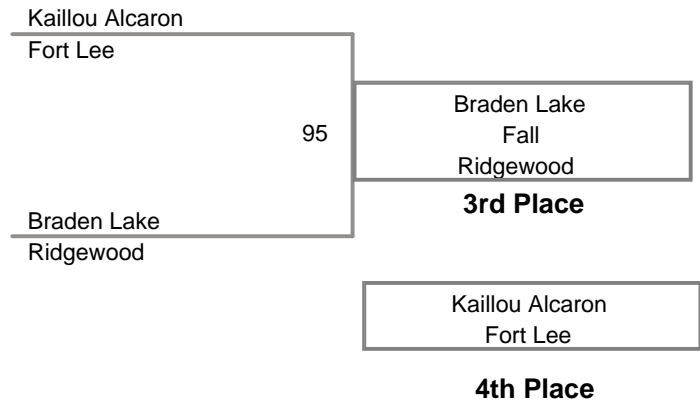 Kaillou Alcaron
Fort Lee
95
Braden Lake
Fall
Ridgewood
3rd Place
Braden Lake
Ridgewood
Kaillou Alcaron
Fort Lee
4th Place